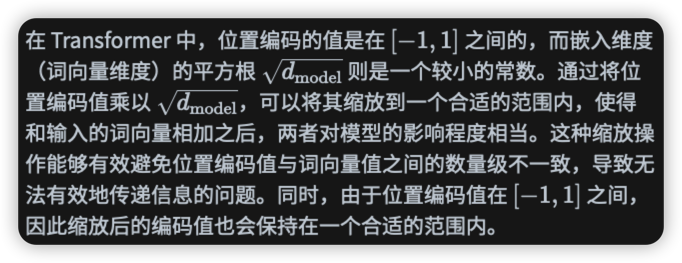 在 Transformer 中，位置编码的值是在 $[-1, 1]$ 之间的，而嵌入维度
（词向量维度）的平方根 $\sqrt{d_{\text{model}}}$ 则是一个较小的常数。通过将位
置编码值乘以 $\sqrt{d_{\text{model}}}$，可以将其缩放到一个合适的范围内，使得
和输入的词向量相加之后，两者对模型的影响程度相当。这种缩放操
作能够有效避免位置编码值与词向量值之间的数量级不一致，导致无
法有效地传递信息的问题。同时，由于位置编码值在 $[-1, 1]$ 之间，
因此缩放后的编码值也会保持在一个合适的范围内。